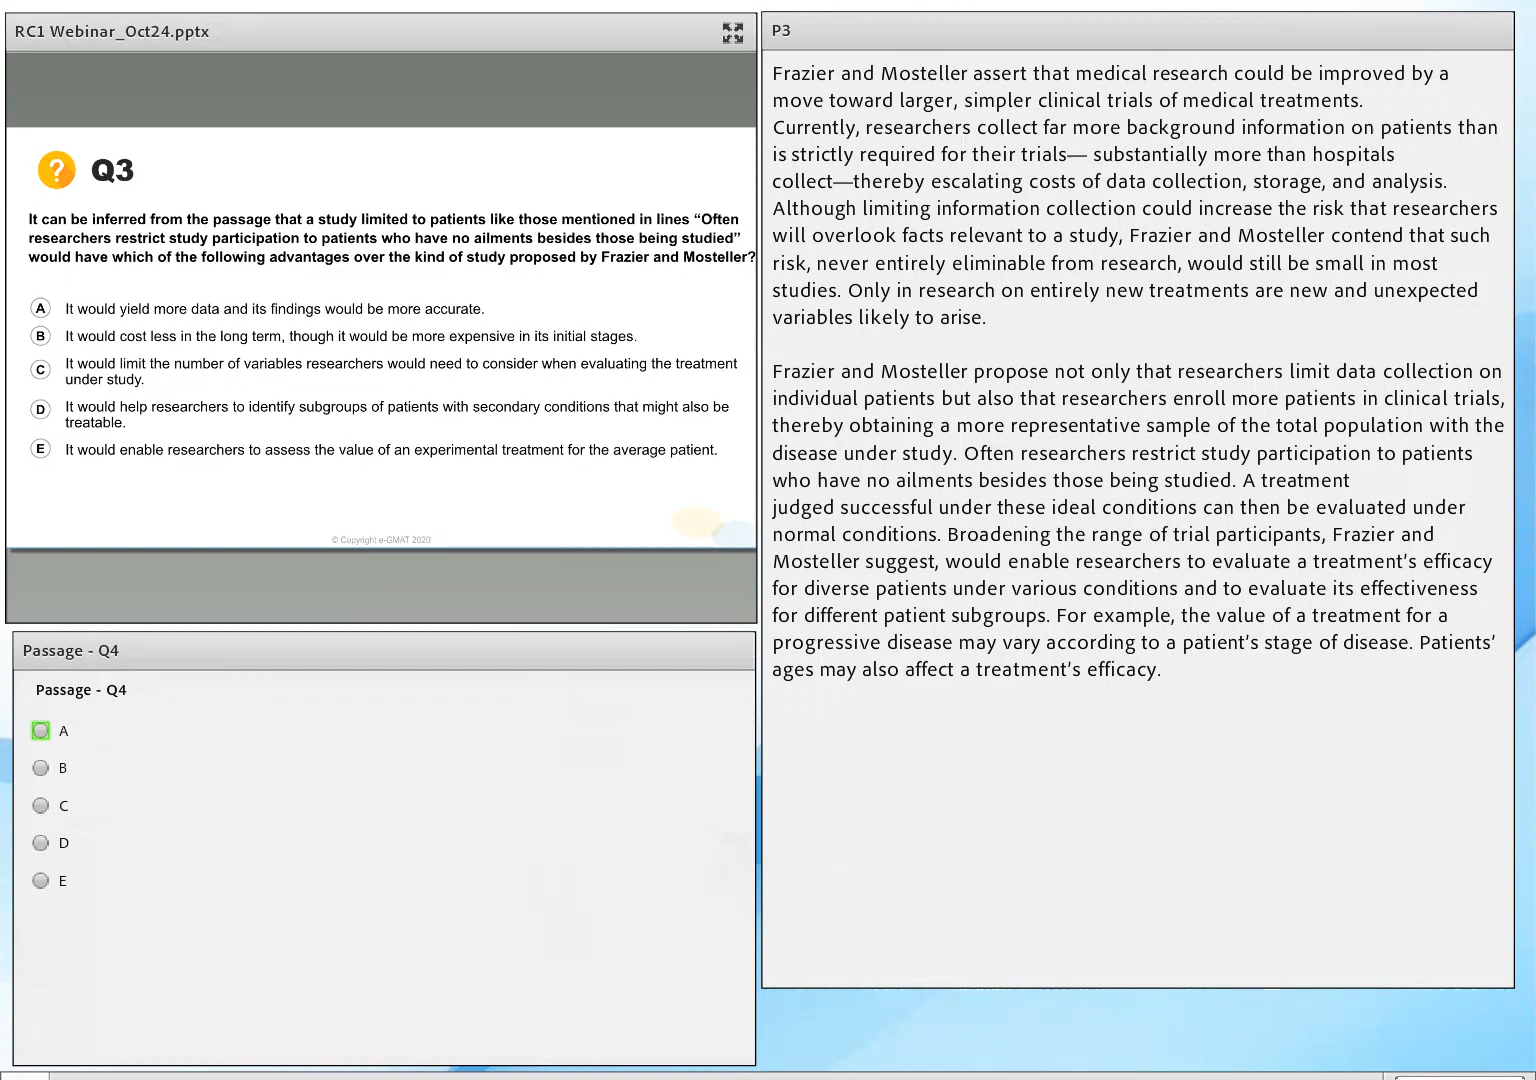 RC1 Webinar_Oct24.pptx
? Q3
It can be inferred from the passage that a study limited to patients like those mentioned in lines “Often
researchers restrict study participation to patients who have no ailments besides those being studied”
would have which of the following advantages over the kind of study proposed by Frazier and Mosteller?
A It would yield more data and its findings would be more accurate.
B It would cost less in the long term, though it would be more expensive in its initial stages.
C It would limit the number of variables researchers would need to consider when evaluating the treatment
under study.
D It would help researchers to identify subgroups of patients with secondary conditions that might also be
treatable.
E It would enable researchers to assess the value of an experimental treatment for the average patient.
© Copyright e-GMAT 2020
Passage - Q4
Passage - Q4
A
B
C
D
E
P3
Frazier and Mosteller assert that medical research could be improved by a
move toward larger, simpler clinical trials of medical treatments.
Currently, researchers collect far more background information on patients than
is strictly required for their trials— substantially more than hospitals
collect—thereby escalating costs of data collection, storage, and analysis.
Although limiting information collection could increase the risk that researchers
will overlook facts relevant to a study, Frazier and Mosteller contend that such
risk, never entirely eliminable from research, would still be small in most
studies. Only in research on entirely new treatments are new and unexpected
variables likely to arise.
Frazier and Mosteller propose not only that researchers limit data collection on
individual patients but also that researchers enroll more patients in clinical trials,
thereby obtaining a more representative sample of the total population with the
disease under study. Often researchers restrict study participation to patients
who have no ailments besides those being studied. A treatment
judged successful under these ideal conditions can then be evaluated under
normal conditions. Broadening the range of trial participants, Frazier and
Mosteller suggest, would enable researchers to evaluate a treatment’s efficacy
for diverse patients under various conditions and to evaluate its effectiveness
for different patient subgroups. For example, the value of a treatment for a
progressive disease may vary according to a patient’s stage of disease. Patients’
ages may also affect a treatment’s efficacy.